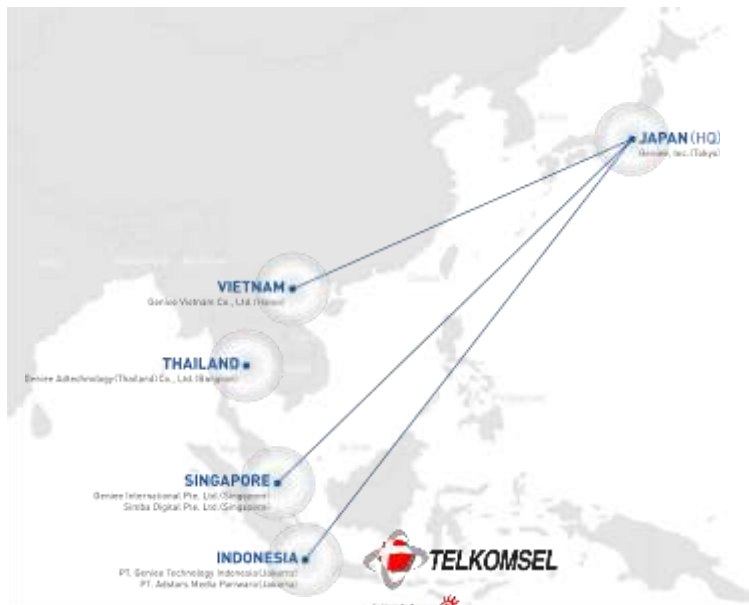 JAPAN (HQ)
Geniee, Inc. (Tokyo)
VIETNAM
Geniee Vietnam Co., Ltd. (Hanoi)
THAILAND
Geniee Adtechnology (Thailand) Co., Ltd. (Bangkok)
SINGAPORE
Geniee International Pte. Ltd. (Singapore)
Simba Digital Pte. Ltd. (Singapore)
INDONESIA
TELKOMSEL
PT. Geniee Technology Indonesia (Jakarta)
PT. Adstars Media Pariwara (Jakarta)